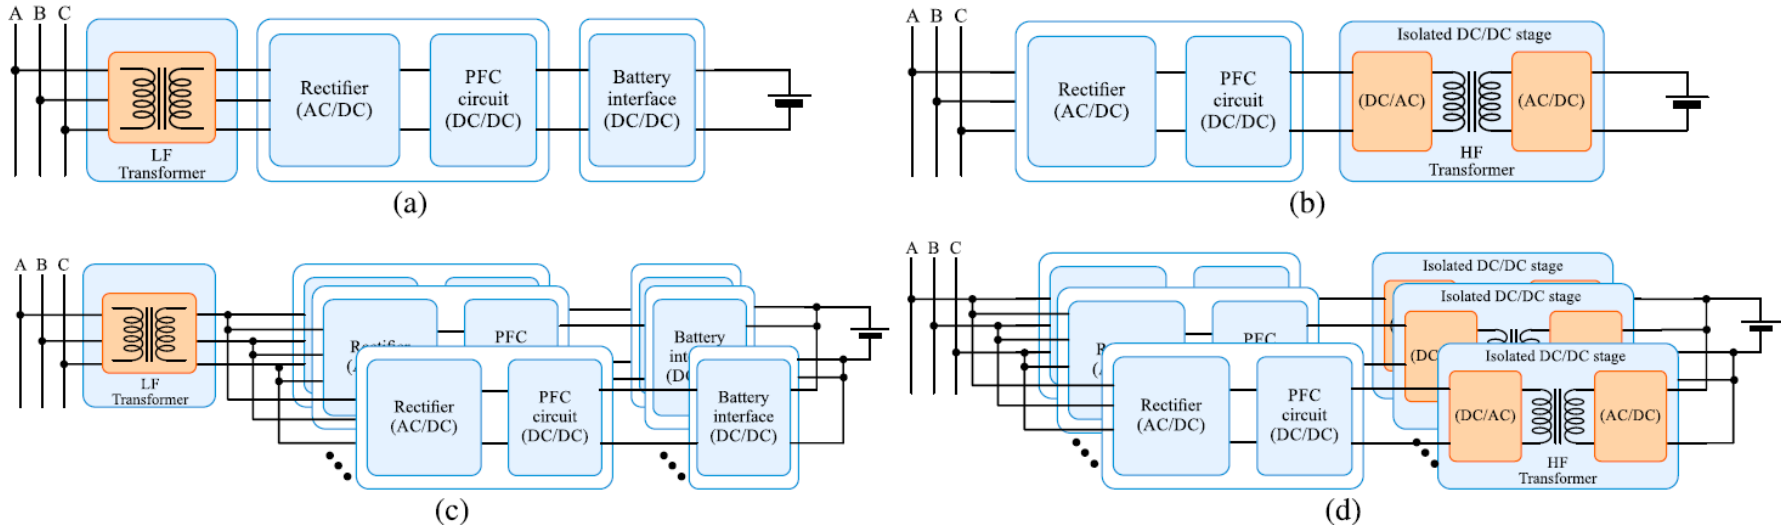 A B C
LF
Transformer
Rectifier
(AC/DC)
PFC
circuit
(DC/DC)
Battery
interface
(DC/DC)
(a)
A B C
Rectifier
(AC/DC)
PFC
circuit
(DC/DC)
Isolated DC/DC stage
(DC/AC)
(AC/DC)
HF
Transformer
(b)
A B C
LF
Transformer
PFC
Rectifier
(AC/DC)
PFC
circuit
(DC/DC)
Battery
Battery
interface
(DC/DC)
(c)
A B C
PFC
Rectifier
(AC/DC)
PFC
circuit
(DC/DC)
Isolated DC/DC stage
Isolated DC/DC stage
Isolated DC/DC stage
(DC/AC)
(AC/DC)
HF
Transformer
(d)